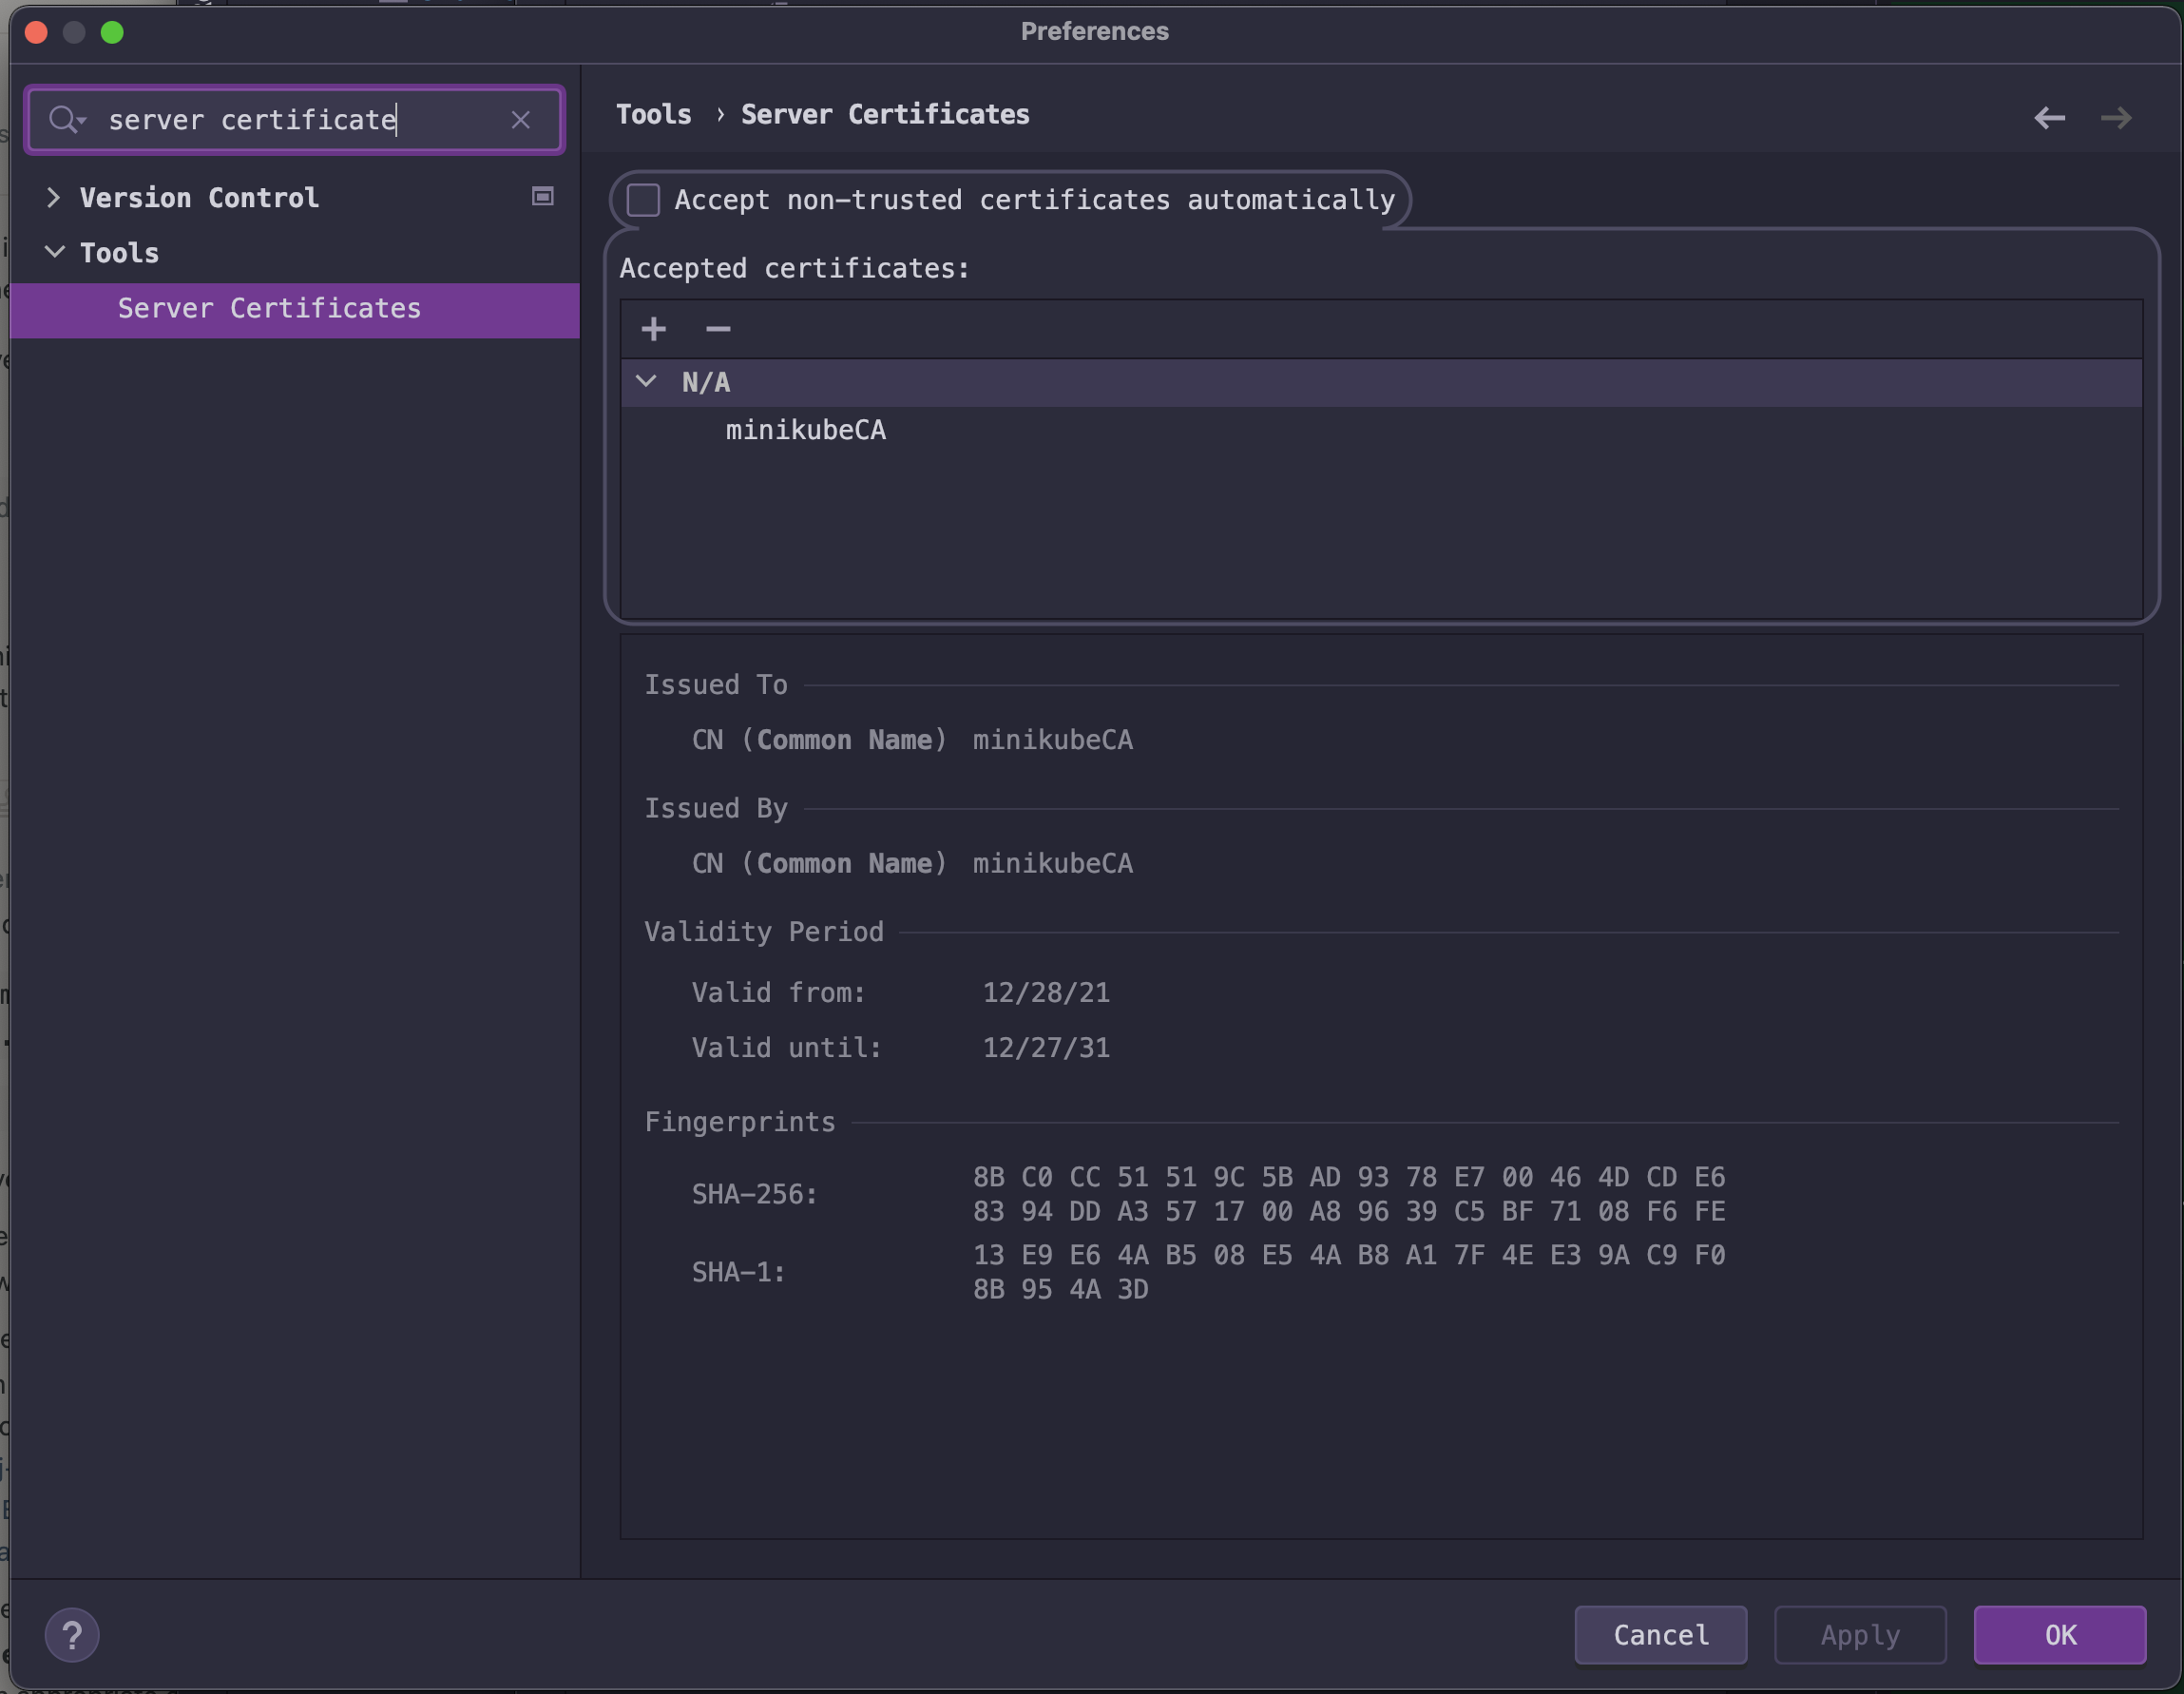 Preferences
server certificate
Version Control
Tools
Server Certificates
Tools › Server Certificates
Accept non-trusted certificates automatically
Accepted certificates:
N/A
minikubeCA
Issued To
CN (Common Name) minikubeCA
Issued By
CN (Common Name) minikubeCA
Validity Period
Valid from: 12/28/21
Valid until: 12/27/31
Fingerprints
SHA-256:
8B C0 CC 51 51 9C 5B AD 93 78 E7 00 46 4D CD E6
83 94 DD A3 57 17 00 A8 96 39 C5 BF 71 08 F6 FE
SHA-1:
13 E9 E6 4A B5 08 E5 4A B8 A1 7F 4E E3 9A C9 F0
8B 95 4A 3D
?
Cancel
Apply
OK